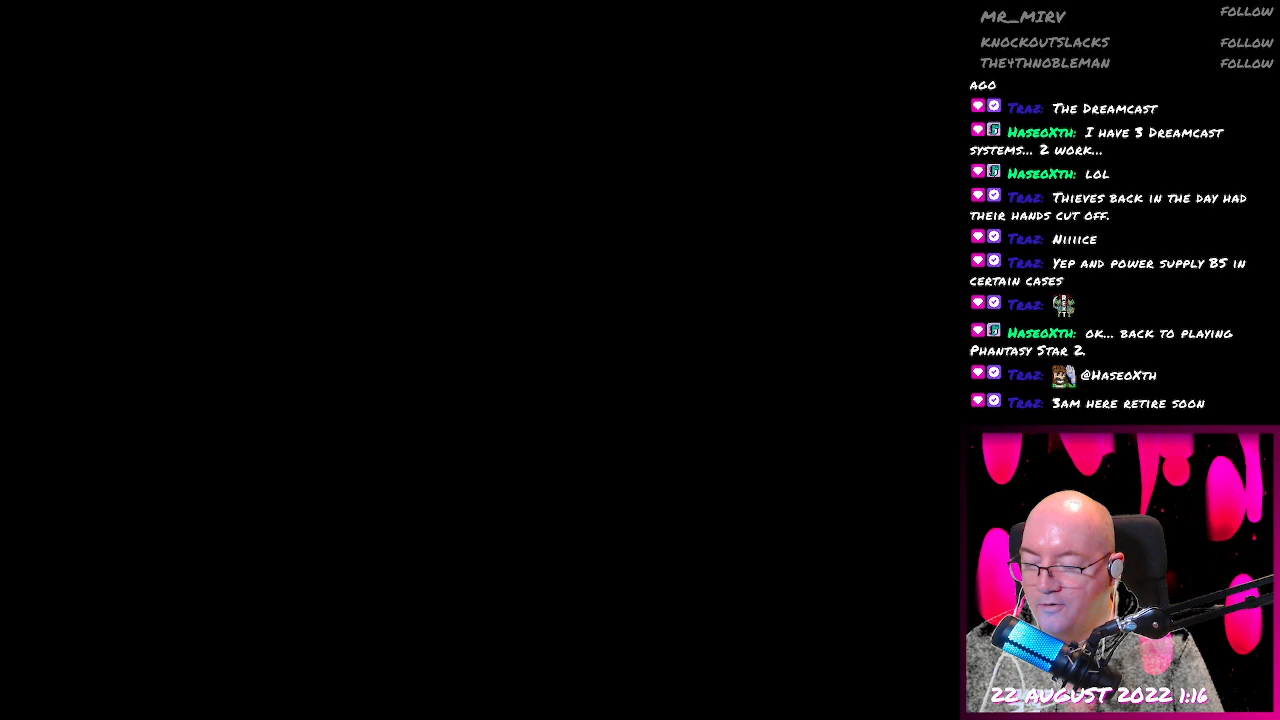 MR_MIRV FOLLOW
KNOCKOUTSLACKS FOLLOW
THE4THNOBLEMAN FOLLOW
AGO
TRAZ: THE DREAMCAST
HASEOXTH: I HAVE 3 DREAMCAST
SYSTEMS... 2 WORK...
HASEOXTH: LOL
TRAZ: THIEVES BACK IN THE DAY HAD
THEIR HANDS CUT OFF.
TRAZ: NIIIICE
TRAZ: YEP AND POWER SUPPLY BS IN
CERTAIN CASES
TRAZ:
HASEOXTH: OK... BACK TO PLAYING
PHANTASY STAR 2.
TRAZ: @HASEOXTH
TRAZ: 3AM HERE RETIRE SOON
22 AUGUST 2022 1:16